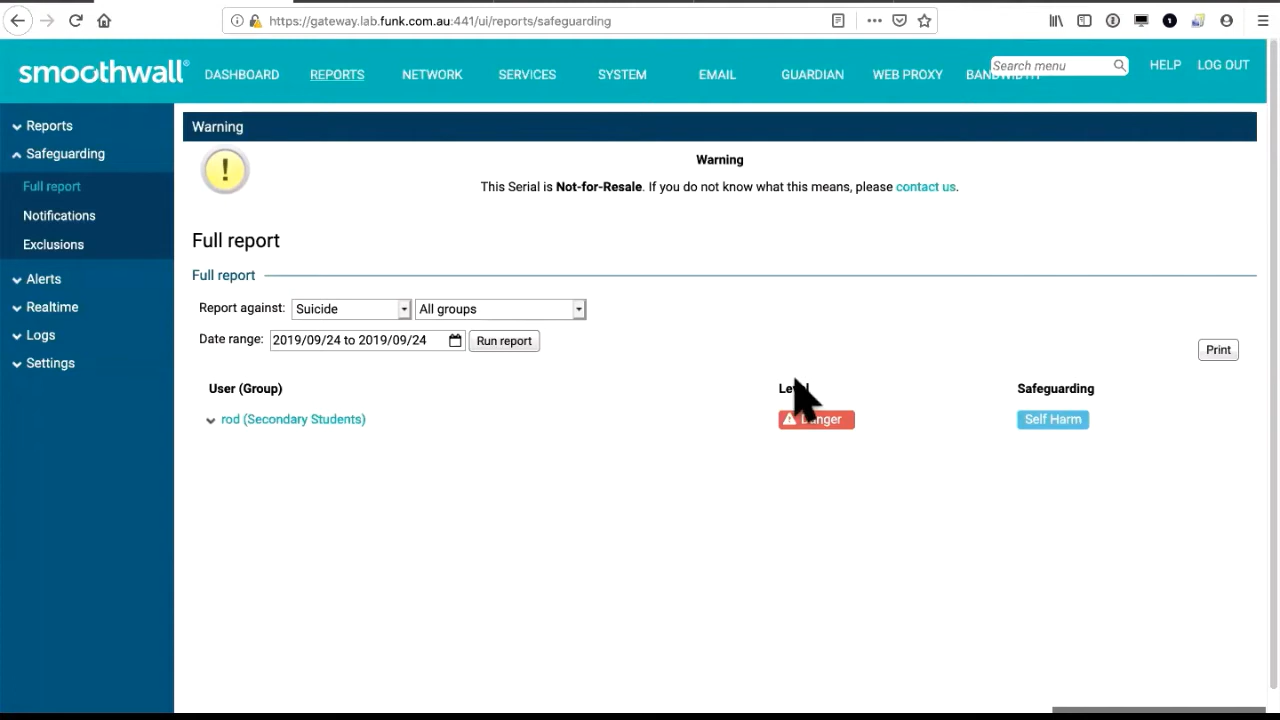 https://gateway.lab.funk.com.au:441/ui/reports/safeguarding
smoothwall®
DASHBOARD REPORTS NETWORK SERVICES SYSTEM EMAIL GUARDIAN WEB PROXY BANDWIDTH Search menu HELP LOG OUT
Reports
Safeguarding
Full report
Notifications
Exclusions
Alerts
Realtime
Logs
Settings
Warning
Warning
This Serial is Not-for-Resale. If you do not know what this means, please contact us.
Full report
Full report
Report against: Suicide All groups
Date range: 2019/09/24 to 2019/09/24 Run report
Print
User (Group) Level Safeguarding
rod (Secondary Students) Danger Self Harm